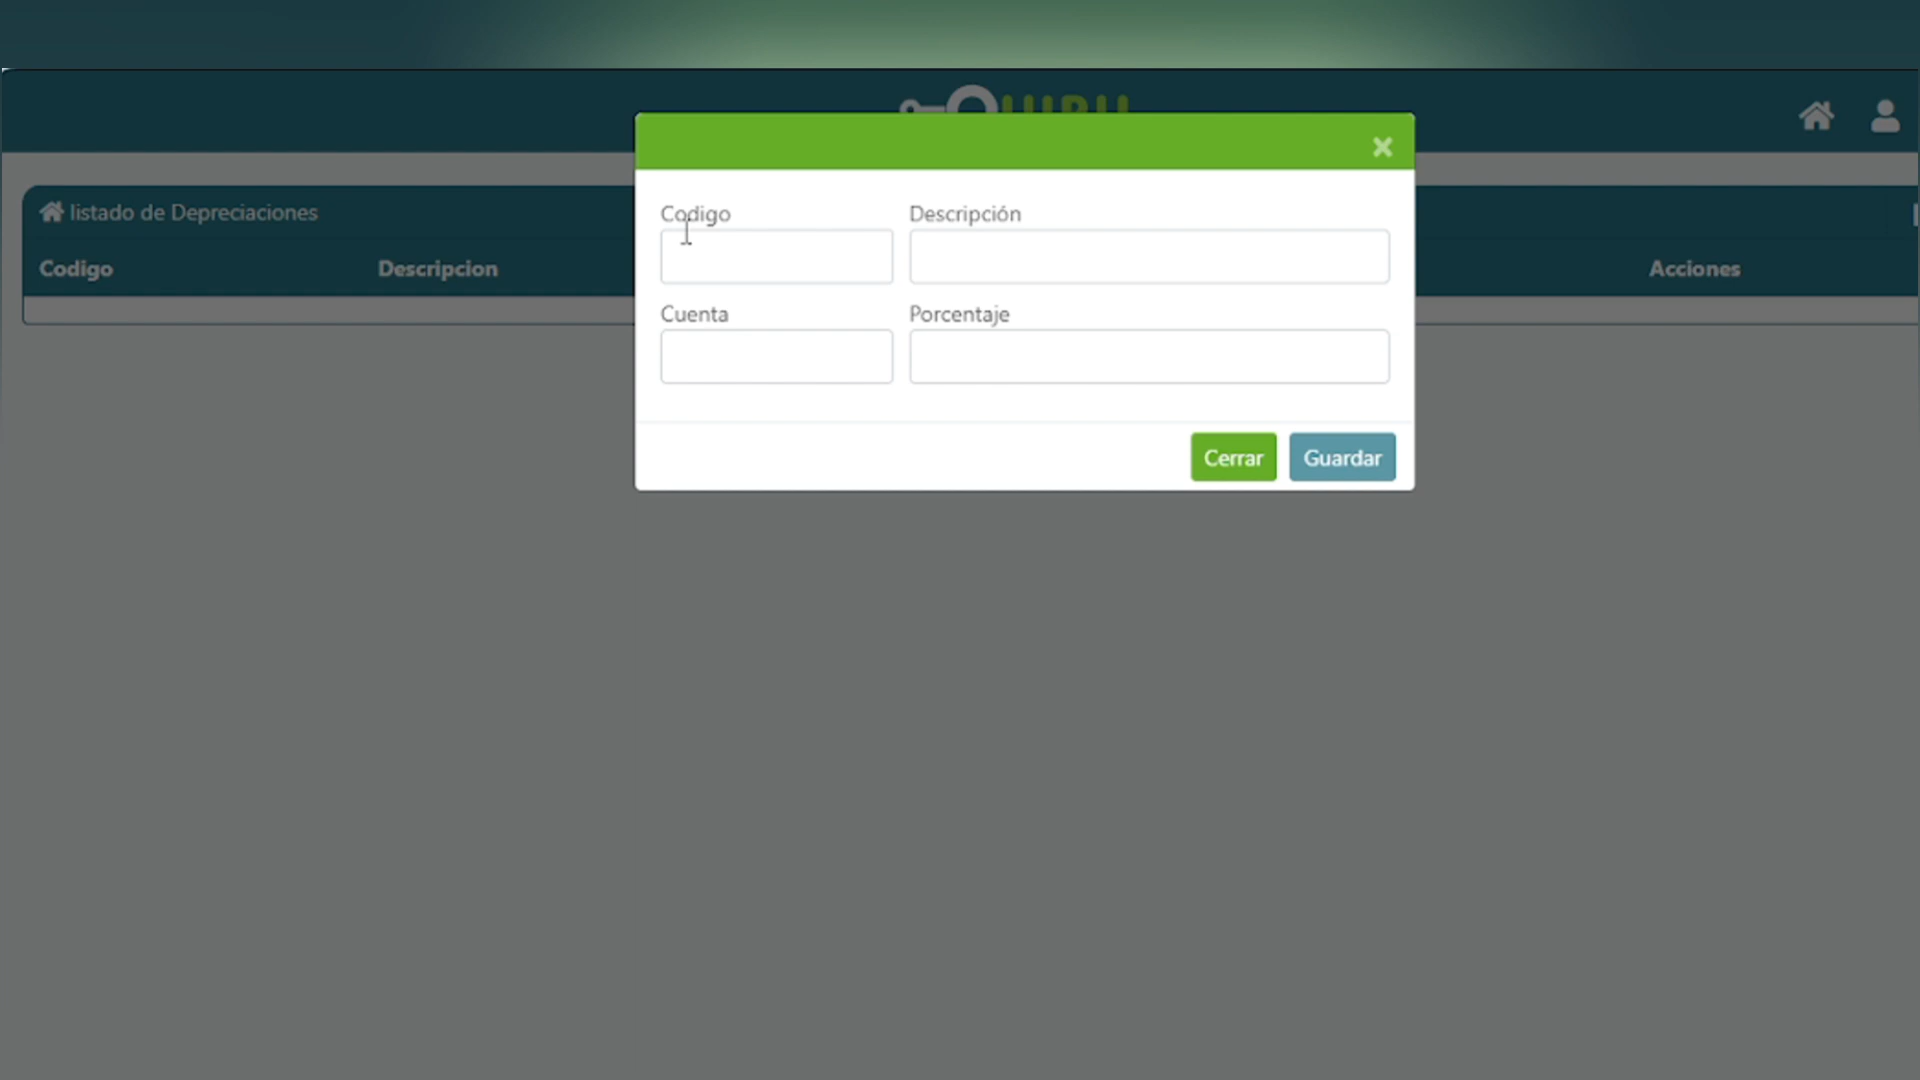 listado de Depreciaciones
Codigo
Descripcion
Acciones
Codigo
Descripción
Cuenta
Porcentaje
Cerrar
Guardar